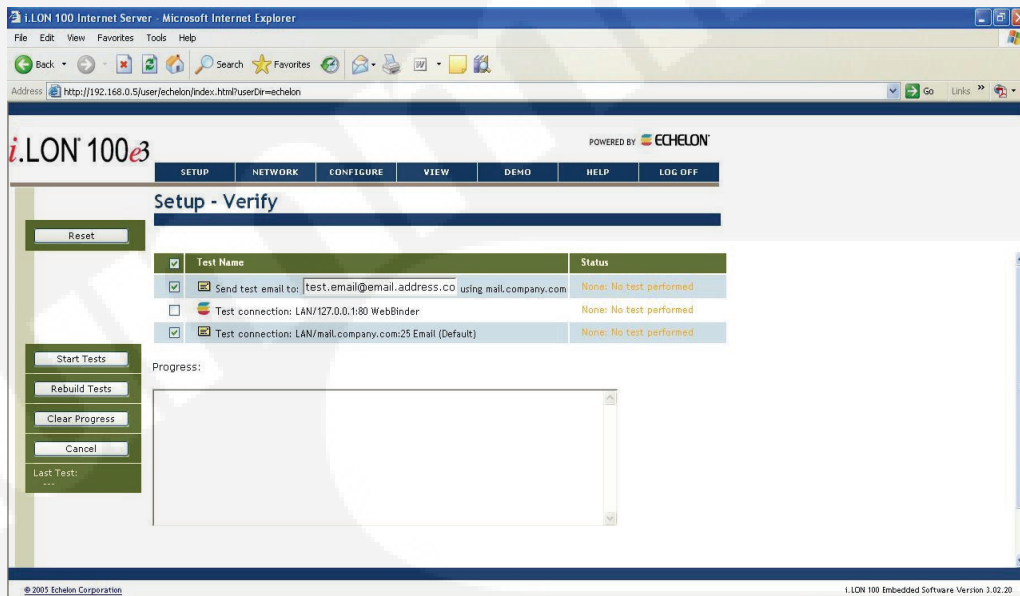 i.LON 100 Internet Server - Microsoft Internet Explorer
File Edit View Favorites Tools Help
Back Search Favorites
Address http://192.168.0.5/user/echelon/index.html?userDir=echelon Go Links »
i.LON® 100e3
POWERED BY ECHELON®
SETUP NETWORK CONFIGURE VIEW DEMO HELP LOG OFF
Setup - Verify
Reset
Test Name Status
Send test email to: test.email@email.address.co using mail.company.com None: No test performed
Test connection: LAN/127.0.0.1:80 WebBinder None: No test performed
Test connection: LAN/mail.company.com:25 Email (Default) None: No test performed
Start Tests
Rebuild Tests
Clear Progress
Cancel
Last Test:
---
Progress:
© 2005 Echelon Corporation
i.LON 100 Embedded Software Version 3.02.20